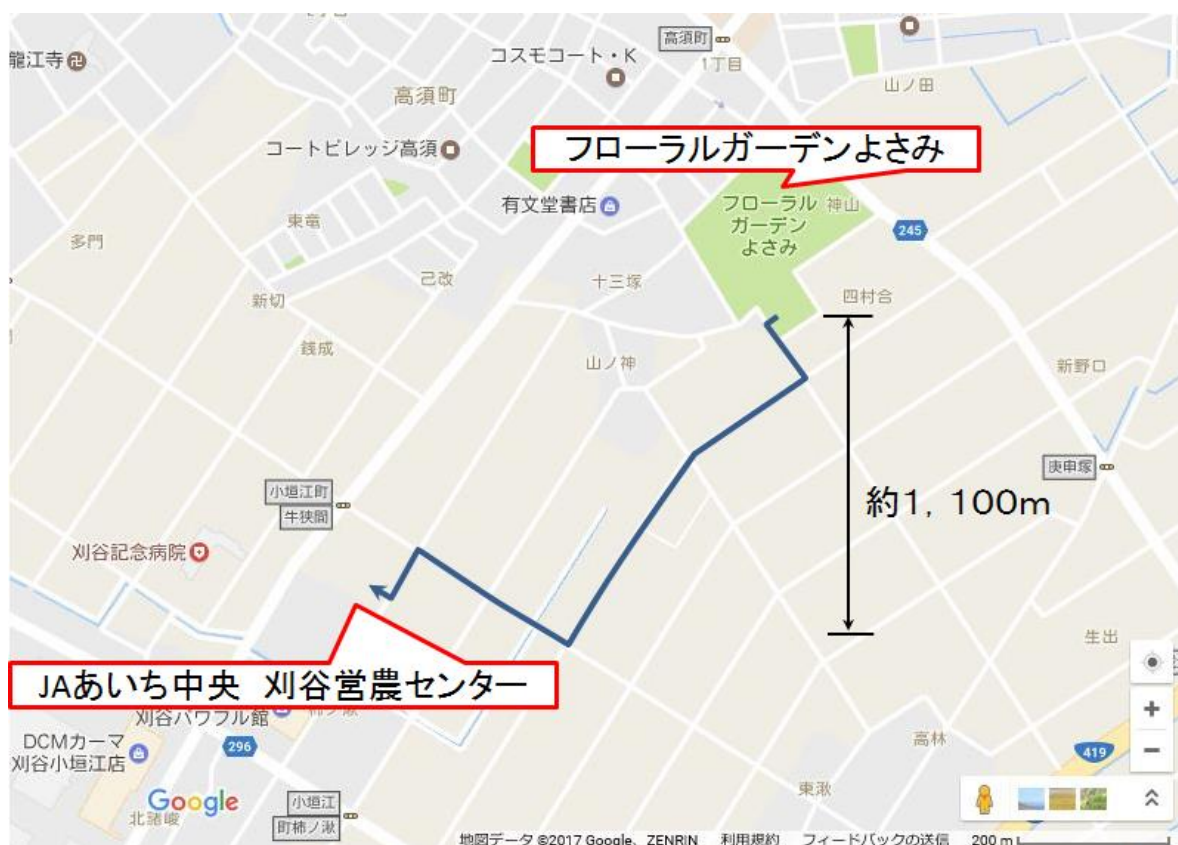 高須町
龍江寺
コスモコート・K
1丁目
山ノ田
高須町
コートビレッジ高須
フローラルガーデンよさみ
有文堂書店
フローラル
ガーデン
よさみ
神山
東竜
245
多門
己改
十三塚
四村合
新切
銭成
山ノ神
新野口
庚申塚
小垣江町
牛狭間
約1,100m
刈谷記念病院
生出
JAあいち中央 刈谷営農センター
刈谷パワフル館
DCMカーマ
刈谷小垣江店
296
高林
419
東湫
Google
北諸峻
小垣江
町柿ノ湫
地図データ ©2017 Google、ZENRIN 利用規約 フィードバックの送信 200 m